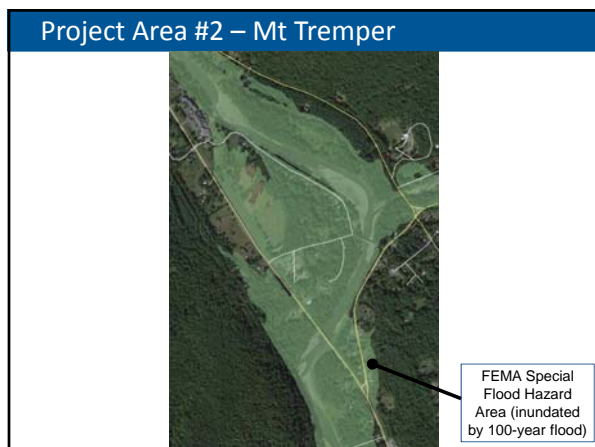 Project Area #2 – Mt Tremper
FEMA Special
Flood Hazard
Area (inundated
by 100-year flood)